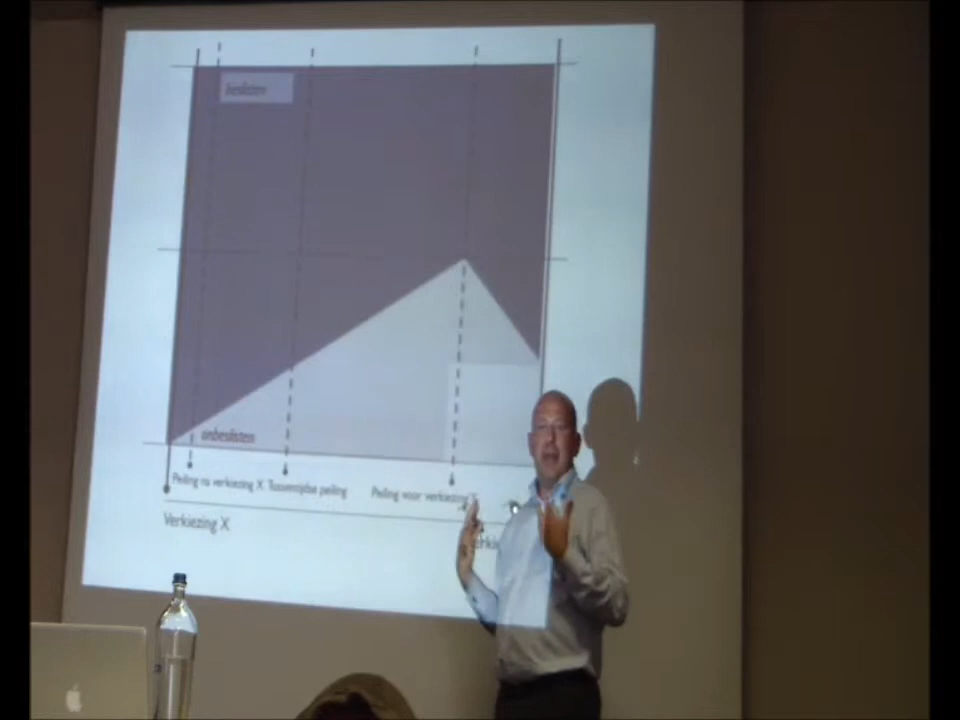 beslisten
onbeslisten
Peiling na verkiezing X Tussentijdse peiling Peiling voor verkiezing
Verkiezing X